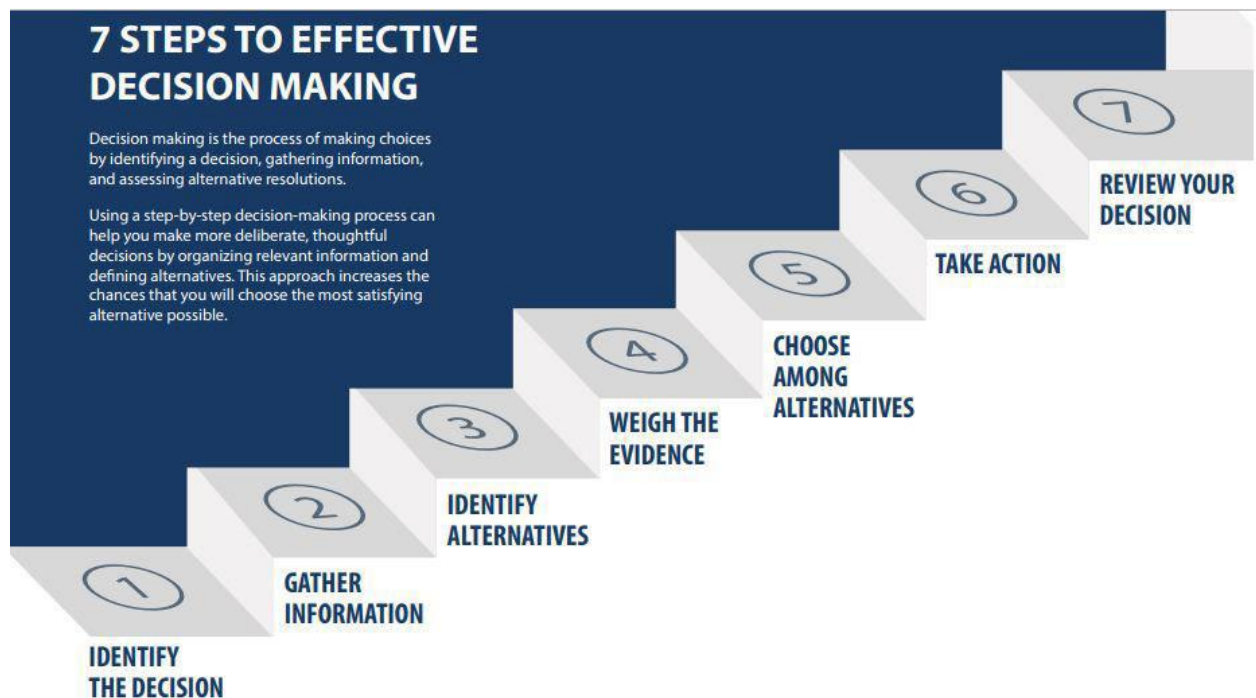 7 STEPS TO EFFECTIVE
DECISION MAKING
Decision making is the process of making choices
by identifying a decision, gathering information,
and assessing alternative resolutions.
Using a step-by-step decision-making process can
help you make more deliberate, thoughtful
decisions by organizing relevant information and
defining alternatives. This approach increases the
chances that you will choose the most satisfying
alternative possible.
1
IDENTIFY
THE DECISION
2
GATHER
INFORMATION
3
IDENTIFY
ALTERNATIVES
4
WEIGH THE
EVIDENCE
5
CHOOSE
AMONG
ALTERNATIVES
6
TAKE ACTION
7
REVIEW YOUR
DECISION